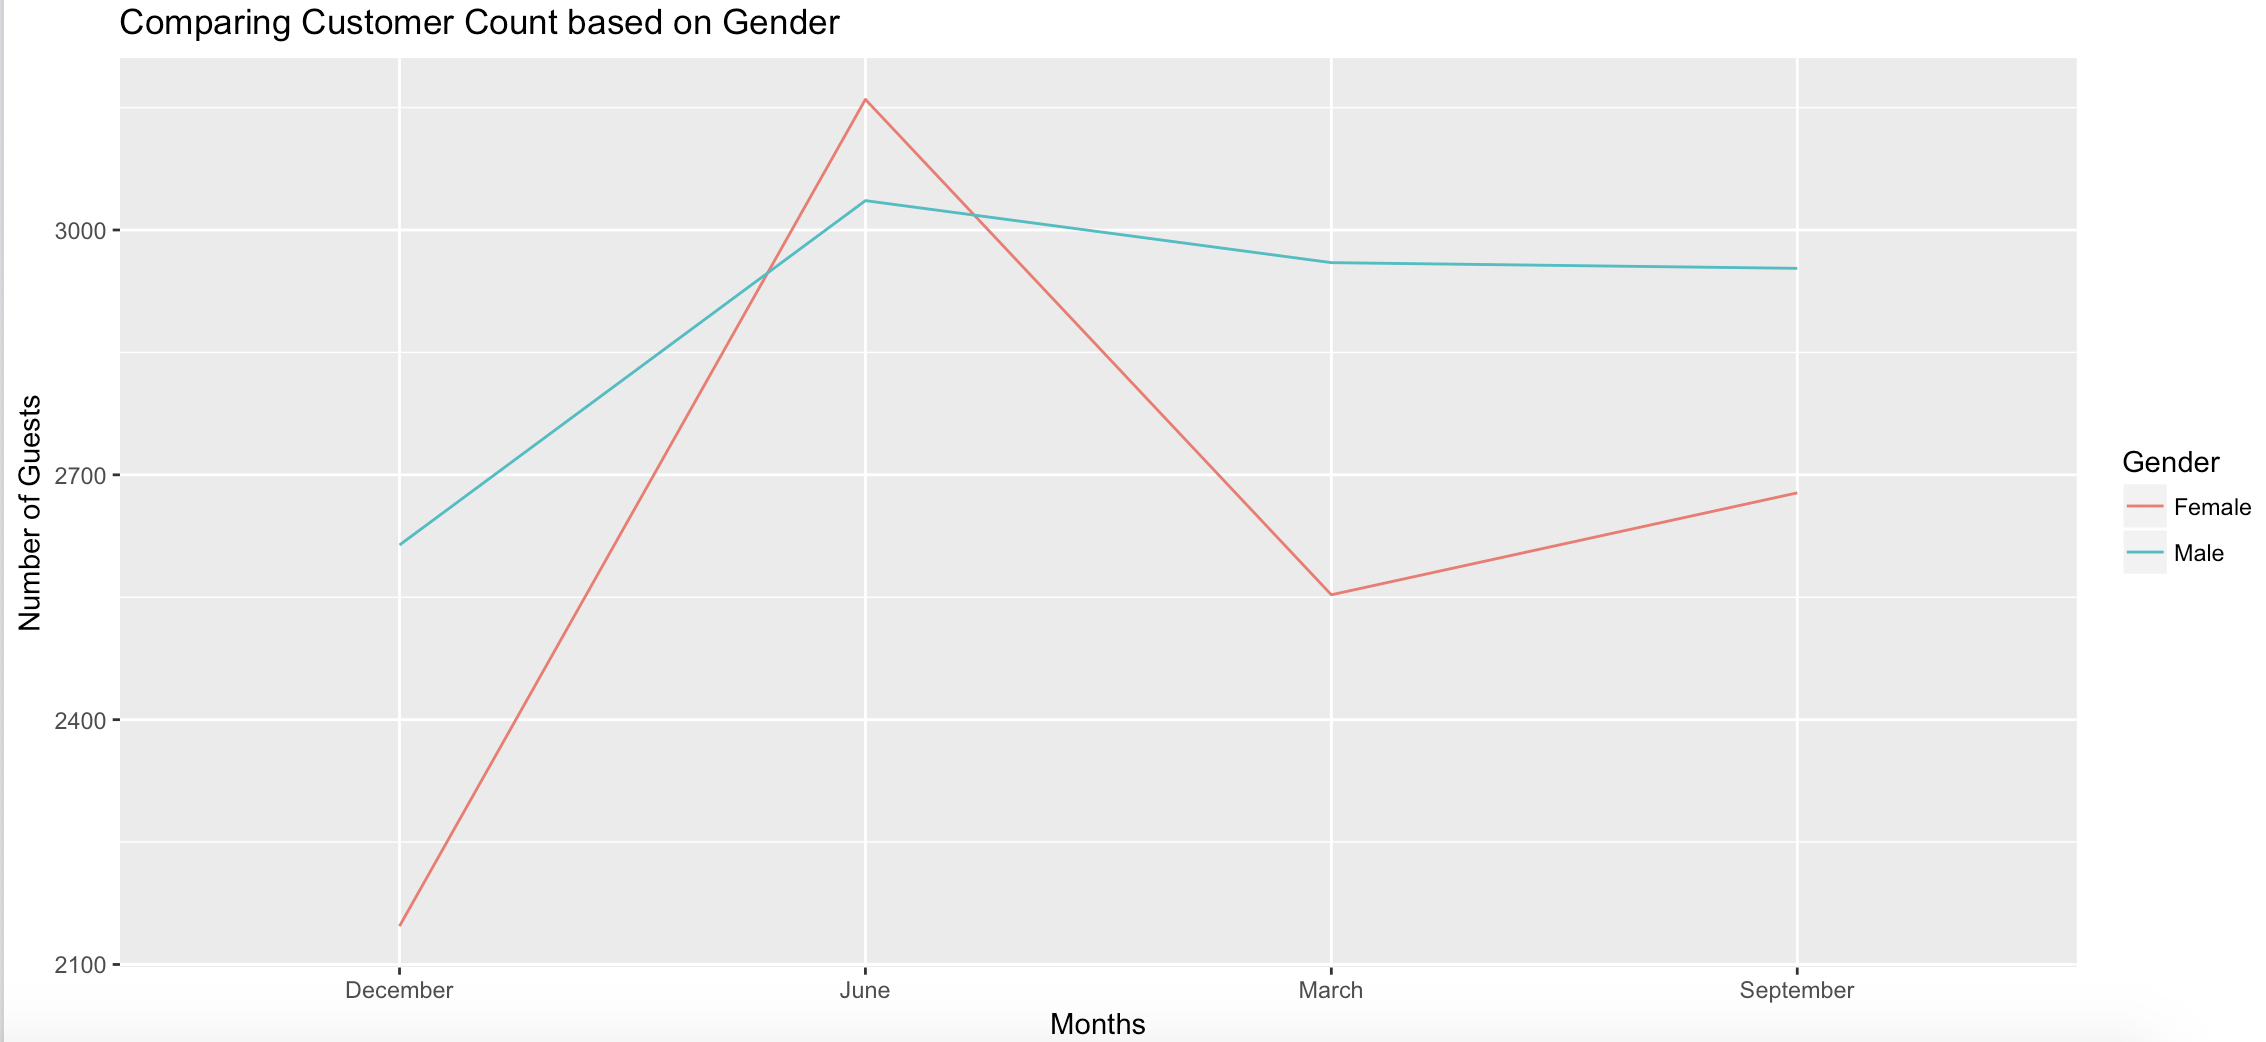 Comparing Customer Count based on Gender
Number of Guests
3000
2700
2400
2100
December June March September
Months
Gender
Female
Male